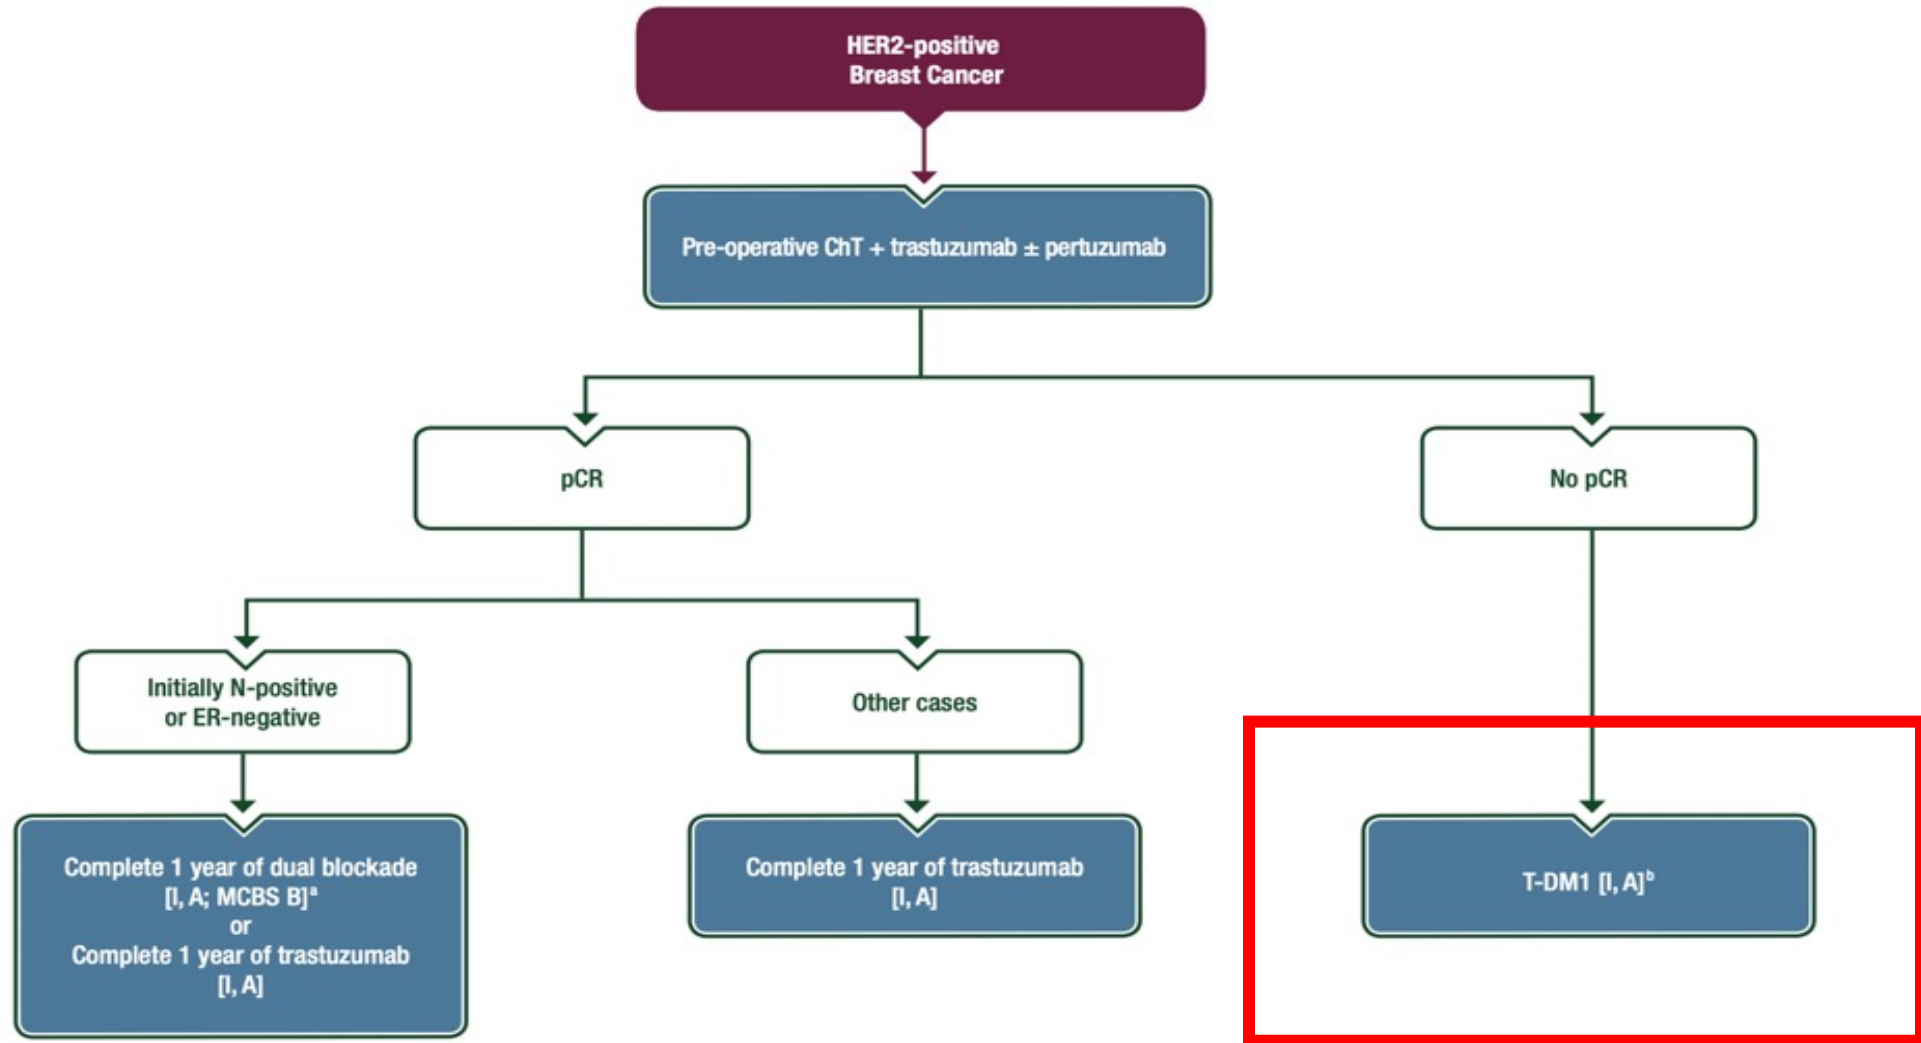 HER2-positive
Breast Cancer
Pre-operative ChT + trastuzumab ± pertuzumab
pCR
No pCR
Initially N-positive
or ER-negative
Other cases
Complete 1 year of dual blockade
[I, A; MCBS B]ᵃ
or
Complete 1 year of trastuzumab
[I, A]
Complete 1 year of trastuzumab
[I, A]
T-DM1 [I, A]ᵇ